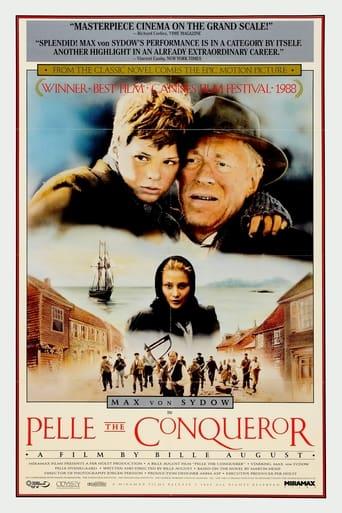 "MASTERPIECE CINEMA ON THE GRAND SCALE!"
—Richard Corliss, TIME MAGAZINE
"SPLENDID! MAX VON SYDOW'S PERFORMANCE IS IN A CATEGORY BY ITSELF.
ANOTHER HIGHLIGHT IN AN ALREADY EXTRAORDINARY CAREER."
—Vincent Canby, NEW YORK TIMES
FROM THE CLASSIC NOVEL COMES THE EPIC MOTION PICTURE
WINNER–BEST FILM–CANNES FILM FESTIVAL–1988
MAX VON SYDOW
IN
PELLE THE CONQUEROR
A FILM BY BILLE AUGUST
MIRAMAX